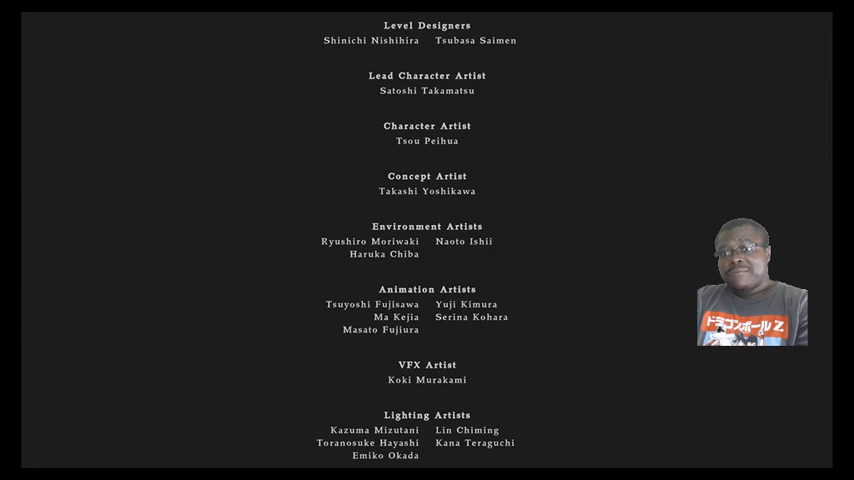 Level Designers
Shinichi Nishihira Tsubasa Saimen
Lead Character Artist
Satoshi Takamatsu
Character Artist
Tsou Peihua
Concept Artist
Takashi Yoshikawa
Environment Artists
Ryushiro Moriwaki Naoto Ishii
Haruka Chiba
Animation Artists
Tsuyoshi Fujisawa Yuji Kimura
Ma Kejia Serina Kohara
Masato Fujiura
VFX Artist
Koki Murakami
Lighting Artists
Kazuma Mizutani Lin Chiming
Toranosuke Hayashi Kana Teraguchi
Emiko Okada
ドラゴンボールZ